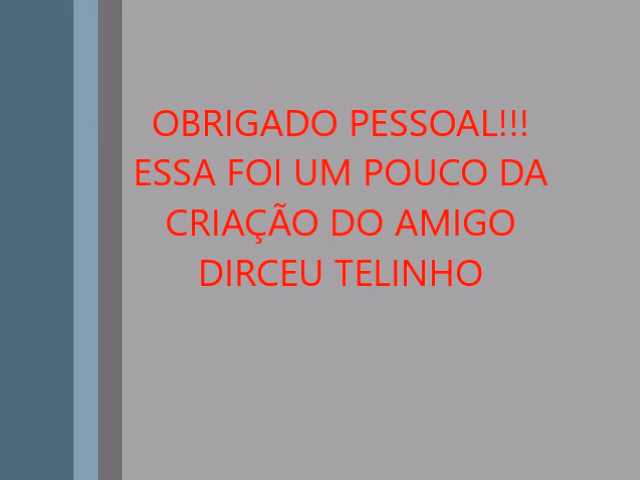 OBRIGADO PESSOAL!!!
ESSA FOI UM POUCO DA
CRIAÇÃO DO AMIGO
DIRCEU TELINHO